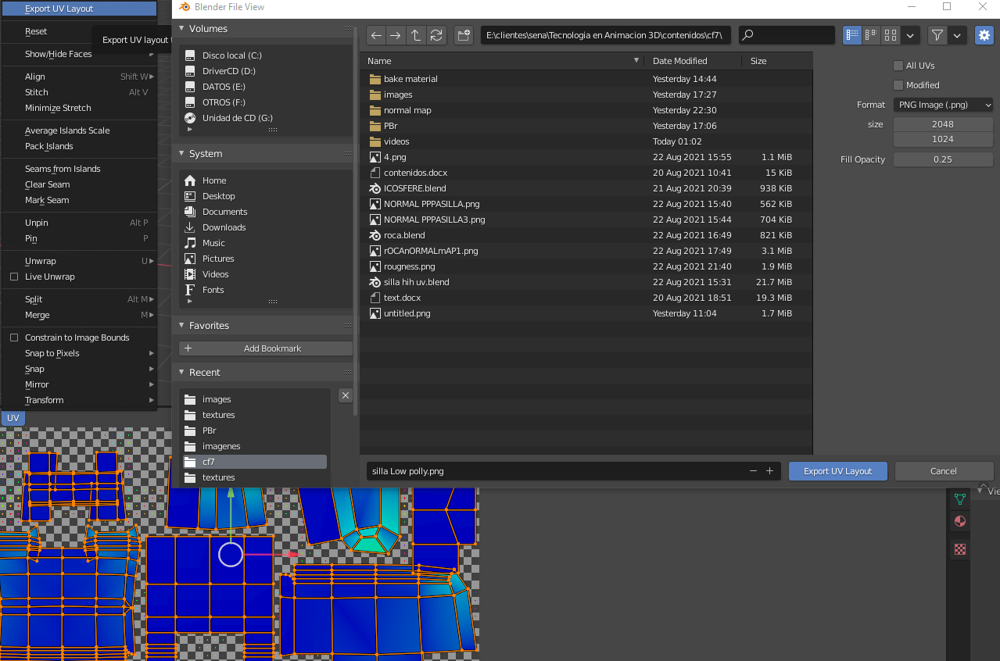 Export UV Layout
Reset
Export UV layout
Show/Hide Faces
Align Shift W
Stitch Alt V
Minimize Stretch
Average Islands Scale
Pack Islands
Seams from Islands
Clear Seam
Mark Seam
Unpin Alt P
Pin P
Unwrap U
Live Unwrap
Split Alt M
Merge M
Constrain to Image Bounds
Snap to Pixels
Snap
Mirror
Transform
UV
Blender File View
Volumes
Disco local (C:)
DriverCD (D:)
DATOS (E:)
OTROS (F:)
Unidad de CD (G:)
System
Home
Desktop
Documents
Downloads
Music
Pictures
Videos
Fonts
Favorites
Add Bookmark
Recent
images
textures
PBr
imagenes
cf7
textures
E:\clientes\sena\Tecnologia en Animacion 3D\contenidos\cf7\
Name Date Modified Size
bake material Yesterday 14:44
images Yesterday 17:27
normal map Yesterday 22:30
PBr Yesterday 17:06
videos Today 01:02
4.png 22 Aug 2021 15:55 1.1 MiB
contenidos.docx 20 Aug 2021 10:41 15 KiB
ICOSFERE.blend 21 Aug 2021 20:39 938 KiB
NORMAL PPPASILLA.png 22 Aug 2021 15:40 562 KiB
NORMAL PPPASILLA3.png 22 Aug 2021 15:44 704 KiB
roca.blend 22 Aug 2021 16:49 821 KiB
rOCAnORMALmAP1.png 22 Aug 2021 17:49 3.1 MiB
rougness.png 22 Aug 2021 21:40 1.9 MiB
silla hih uv.blend 22 Aug 2021 15:31 21.7 MiB
text.docx 20 Aug 2021 18:51 19.3 MiB
untitled.png Yesterday 11:04 1.7 MiB
All UVs
Modified
Format PNG Image (.png)
size 2048
1024
Fill Opacity 0.25
silla Low polly.png
Export UV Layout
Cancel